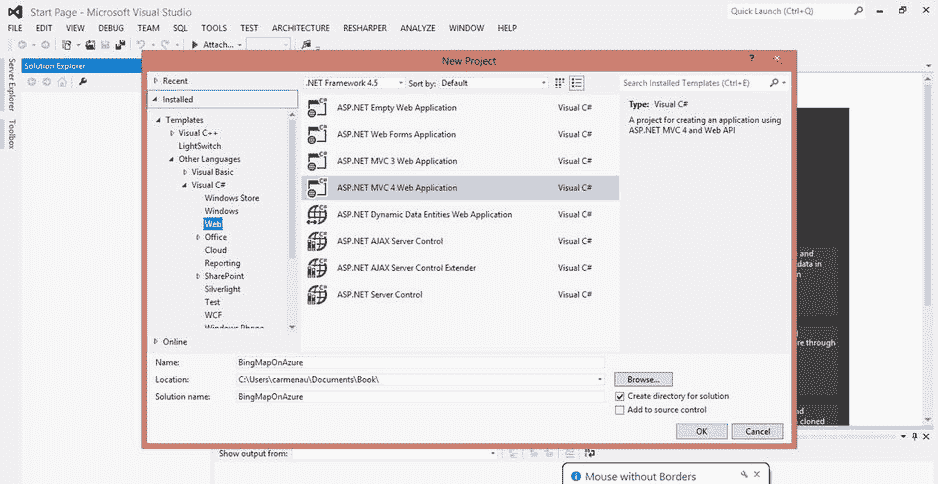 Start Page - Microsoft Visual Studio
Quick Launch (Ctrl+Q)
FILE EDIT VIEW DEBUG TEAM SQL TOOLS TEST ARCHITECTURE RESHARPER ANALYZE WINDOW HELP
Attach...
Server Explorer
Toolbox
Solution Explorer
New Project
?
Recent
.NET Framework 4.5
Sort by: Default
Search Installed Templates (Ctrl+E)
Installed
Templates
Visual C++
LightSwitch
Other Languages
Visual Basic
Visual C#
Windows Store
Windows
Web
Office
Cloud
Reporting
SharePoint
Silverlight
Test
WCF
Windows Phone
Online
ASP.NET Empty Web Application Visual C#
ASP.NET Web Forms Application Visual C#
ASP.NET MVC 3 Web Application Visual C#
ASP.NET MVC 4 Web Application Visual C#
ASP.NET Dynamic Data Entities Web Application Visual C#
ASP.NET AJAX Server Control Visual C#
ASP.NET AJAX Server Control Extender Visual C#
ASP.NET Server Control Visual C#
Type: Visual C#
A project for creating an application using
ASP.NET MVC 4 and Web API
and
data in
re through
and
cloned
Name: BingMapOnAzure
Location: C:\Users\carmenau\Documents\Book\
Browse...
Solution name: BingMapOnAzure
Create directory for solution
Add to source control
OK Cancel
Show output from:
Mouse without Borders